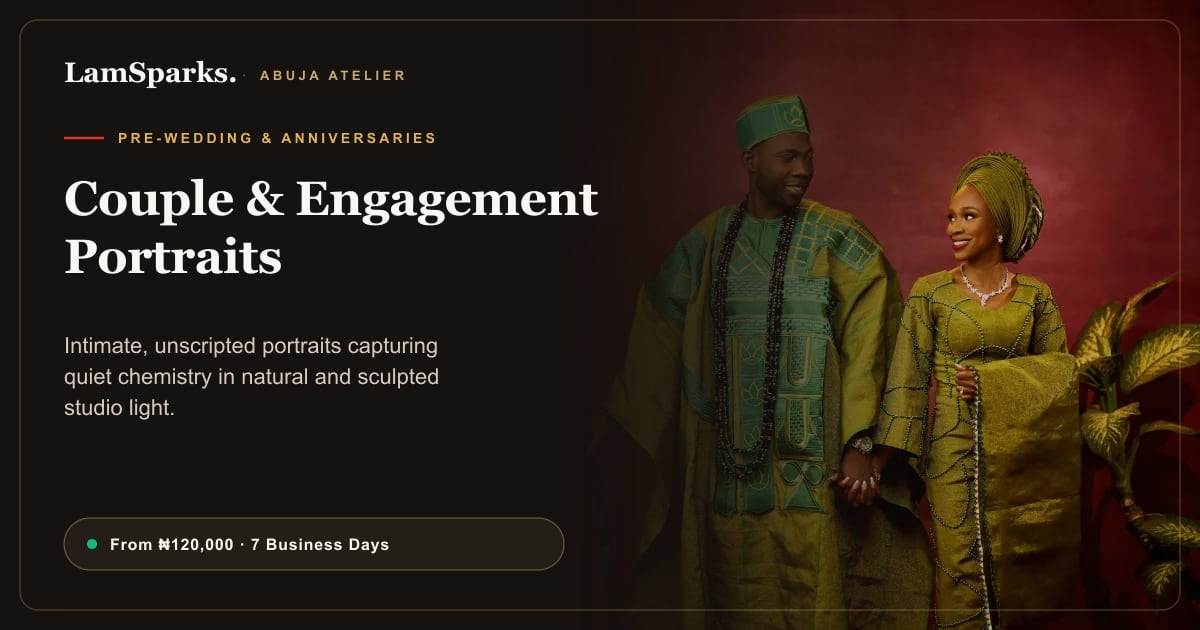 LamSparks. · ABUJA ATELIER
PRE-WEDDING & ANNIVERSARIES
Couple & Engagement
Portraits
Intimate, unscripted portraits capturing
quiet chemistry in natural and sculpted
studio light.
From ₦120,000 · 7 Business Days